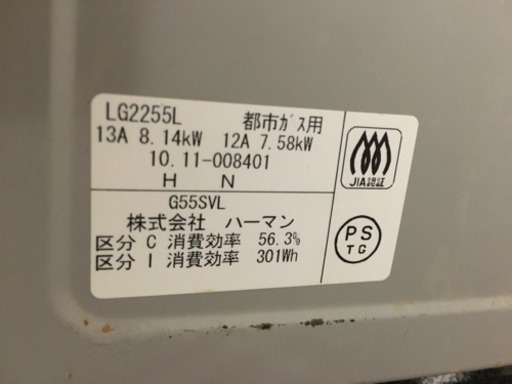 LG2255L 都市ｶﾞｽ用
13A 8.14kW 12A 7.58kW
10.11-008401
H N
JIA認証
G55SVL
株式会社 ハーマン
区分 C 消費効率 56.3%
区分 I 消費効率 301Wh
PS
TG